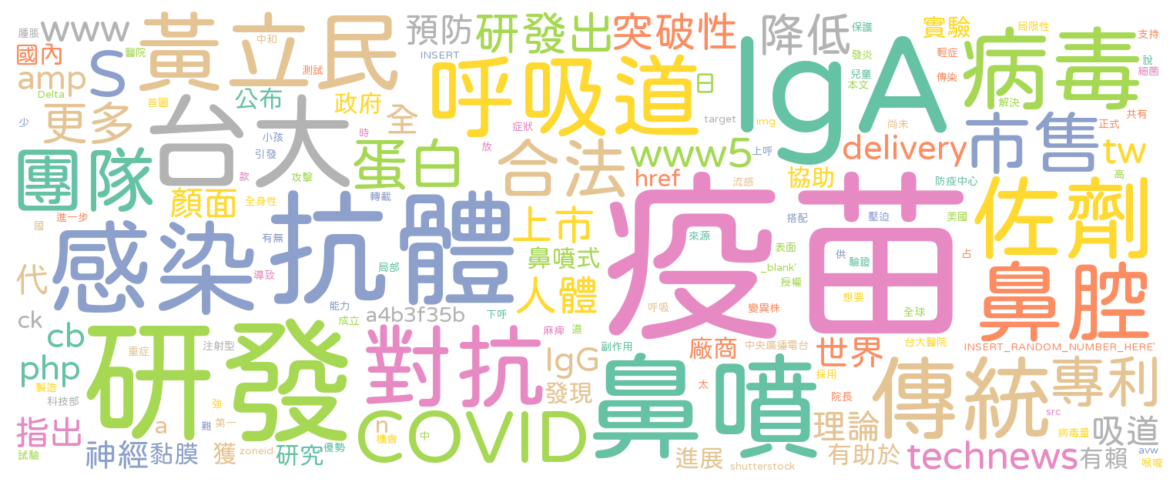 腫脹 www 黃立民 預防 研發出 突破性 降低 保護 實驗 局限性 支持
國內 醫院 中和 INSERT 發炎 輕症 說
amp S 測試 呼吸道 日 IgA 兒童 傳染 病毒 細菌
Delta 首圖 公布 政府 全 本文 解決
少 更多 台大 小孩 時 症狀 target img 尚未 市售 正式 共有
團隊 引發 蛋白 放 合法 www5 上呼 delivery tw
款 攻擊 href 流感 協助 防疫中心 高
顏面 全身性 轉載 疫苗 佐劑
國 進一步 感染 抗體 上市 搭配 壓迫 美國
有無 鼻噴式 來源 表面 供 驗證 占
代 導致 局部 人體 _blank' 授權 鼻腔
能力 想要
ck 成立 a4b3f35b 下呼 呼吸 變異株 全球
cb 研發 對抗 麻痺 邁 副作用 中央廣播電台 台大醫院 INSERT_RANDOM_NUMBER_HERE'
php 重症 注射型 IgG 廠商 世界
製造 鼻噴 太 採用 傳統 專利
科技部 強 發現 院長
指出 a 難 第一 COVID n 理論 src 吸道
試驗 神經 黏膜 獲 研究 優勢 中 機會 進展 有助於 病毒量 avw
zoneid shutterstock technews 有賴 喉嚨